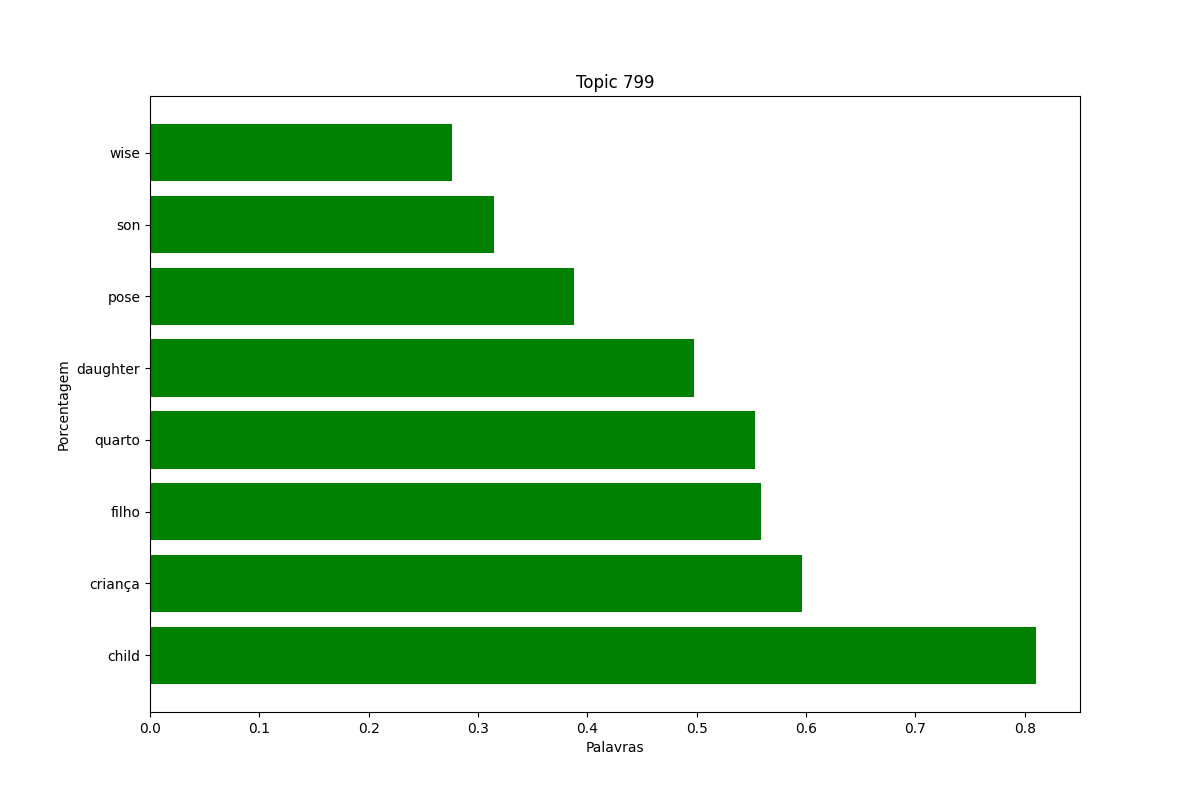 Topic 799
wise
son
pose
daughter
quarto
filho
criança
child
Porcentagem
0.0 0.1 0.2 0.3 0.4 0.5 0.6 0.7 0.8
Palavras